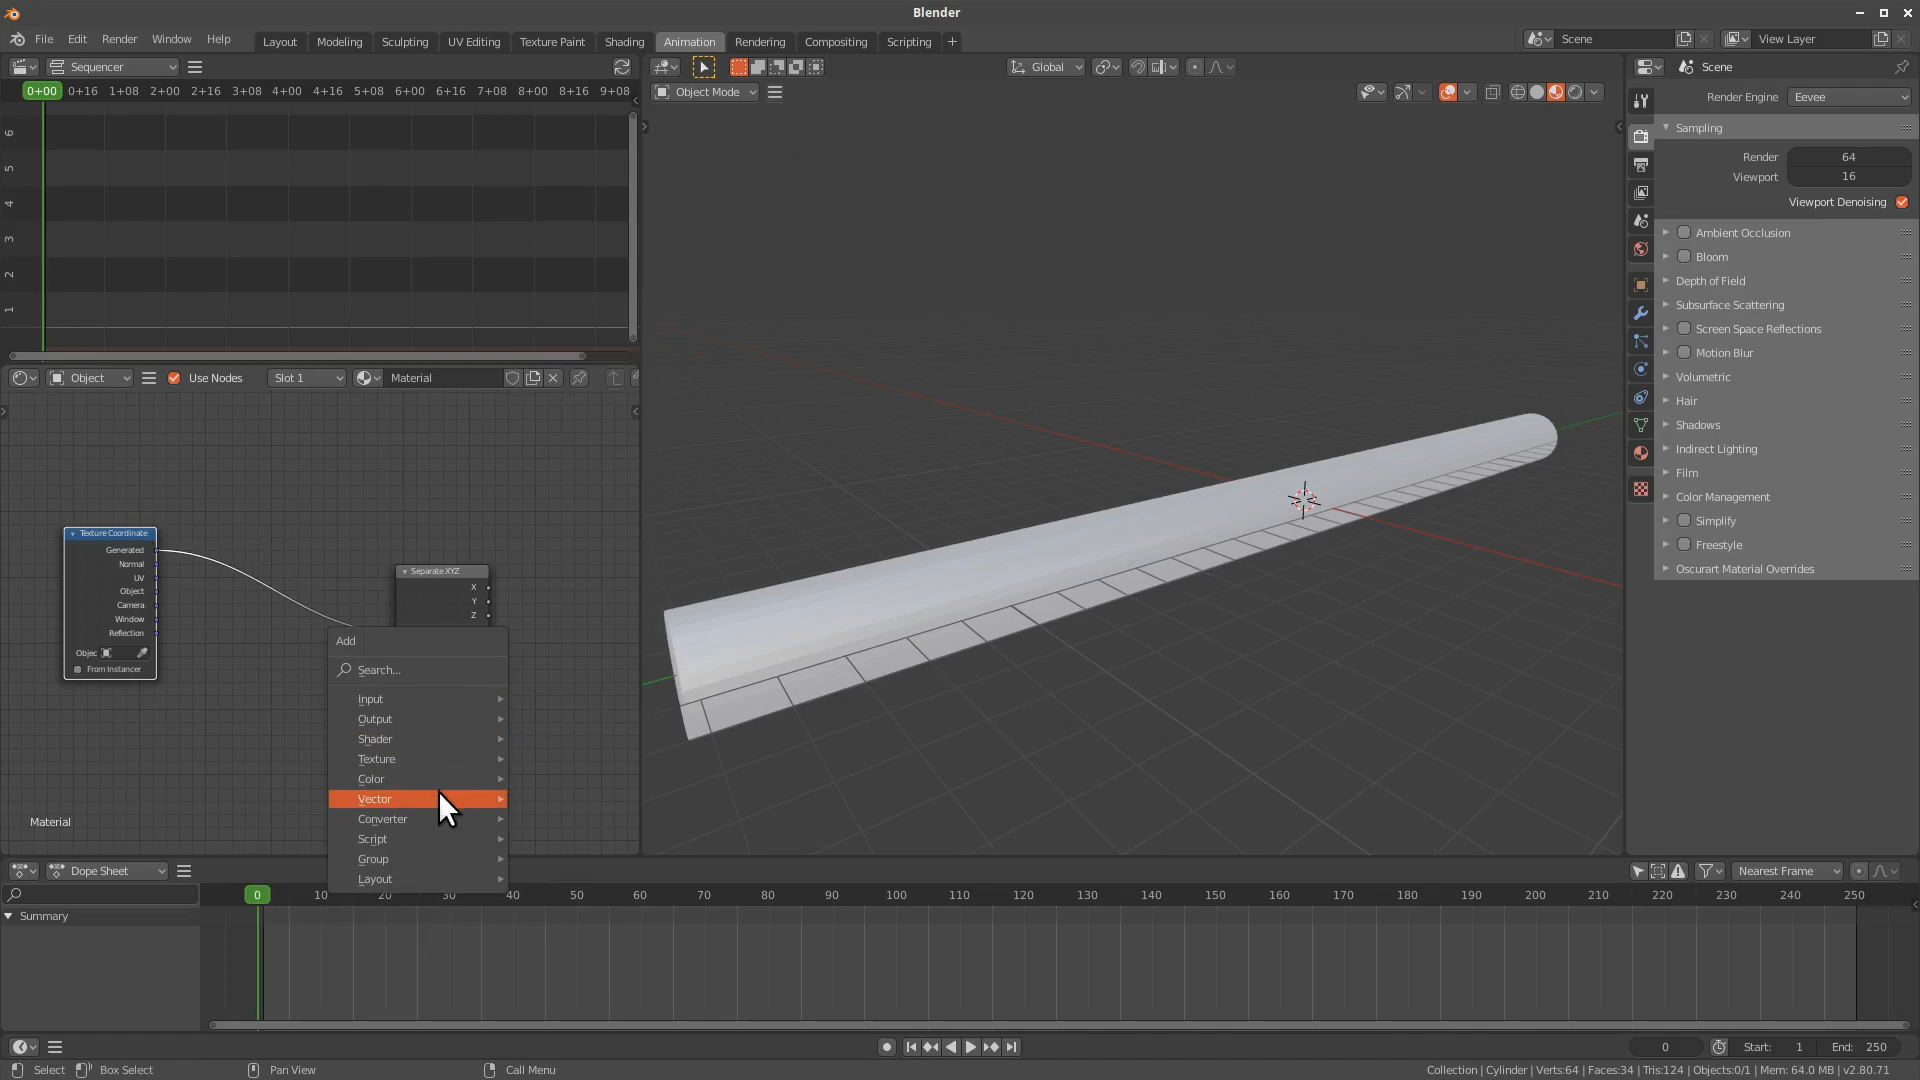 Blender
File Edit Render Window Help
Layout Modeling Sculpting UV Editing Texture Paint Shading Animation Rendering Compositing Scripting +
Scene View Layer
Sequencer
0+00 0+16 1+08 2+00 2+16 3+08 4+00 4+16 5+08 6+00 6+16 7+08 8+00 8+16 9+08
6
5
4
3
2
1
Global
Object Mode
Scene
Render Engine Eevee
Sampling
Render 64
Viewport 16
Viewport Denoising
Ambient Occlusion
Bloom
Depth of Field
Subsurface Scattering
Screen Space Reflections
Motion Blur
Volumetric
Hair
Shadows
Indirect Lighting
Film
Color Management
Simplify
Freestyle
Oscurart Material Overrides
Object Use Nodes Slot 1 Material
Texture Coordinate
Generated
Normal
UV
Object
Camera
Window
Reflection
Objec
From Instancer
Separate XYZ
X
Y
Z
Add
Search...
Input
Output
Shader
Texture
Color
Vector
Converter
Script
Group
Layout
Material
Dope Sheet
Nearest Frame
0 10 20 30 40 50 60 70 80 90 100 110 120 130 140 150 160 170 180 190 200 210 220 230 240 250
Summary
0 Start: 1 End: 250
Select Box Select Pan View Call Menu
Collection | Cylinder | Verts:64 | Faces:34 | Tris:124 | Objects:0/1 | Mem: 64.0 MB | v2.80.71